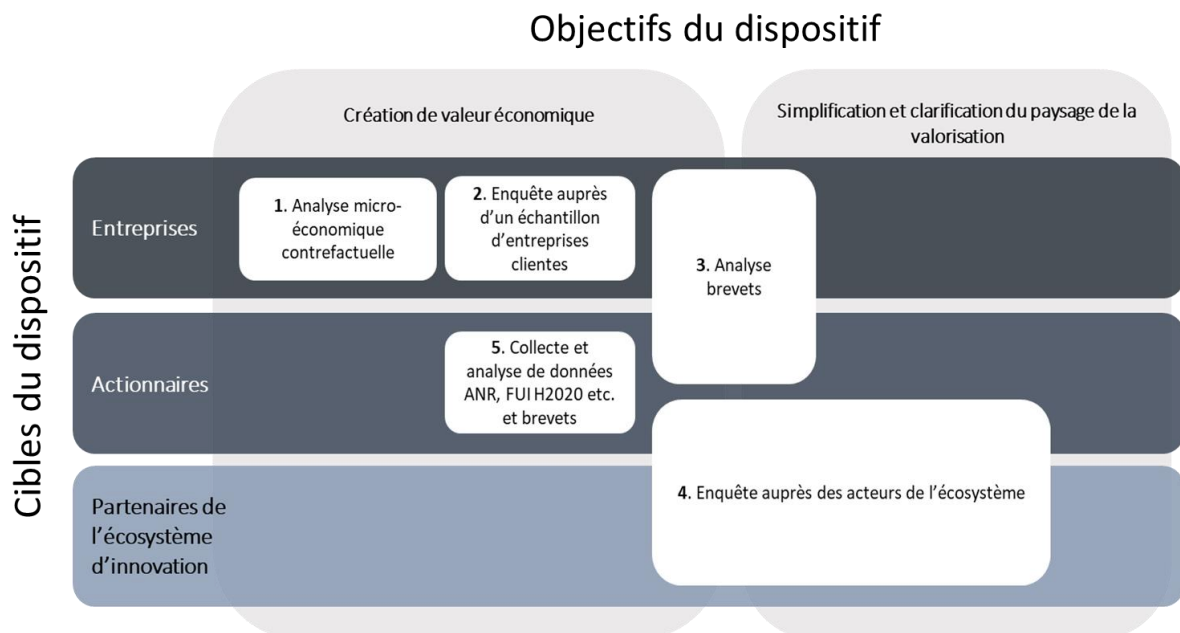 Objectifs du dispositif
Création de valeur économique
Simplification et clarification du paysage de la
valorisation
Cibles du dispositif
Entreprises
1. Analyse micro-
économique
contrefactuelle
2. Enquête auprès
d’un échantillon
d’entreprises
clientes
3. Analyse
brevets
Actionnaires
5. Collecte et
analyse de données
ANR, FUI H2020 etc.
et brevets
Partenaires de
l’écosystème
d’innovation
4. Enquête auprès des acteurs de l’écosystème